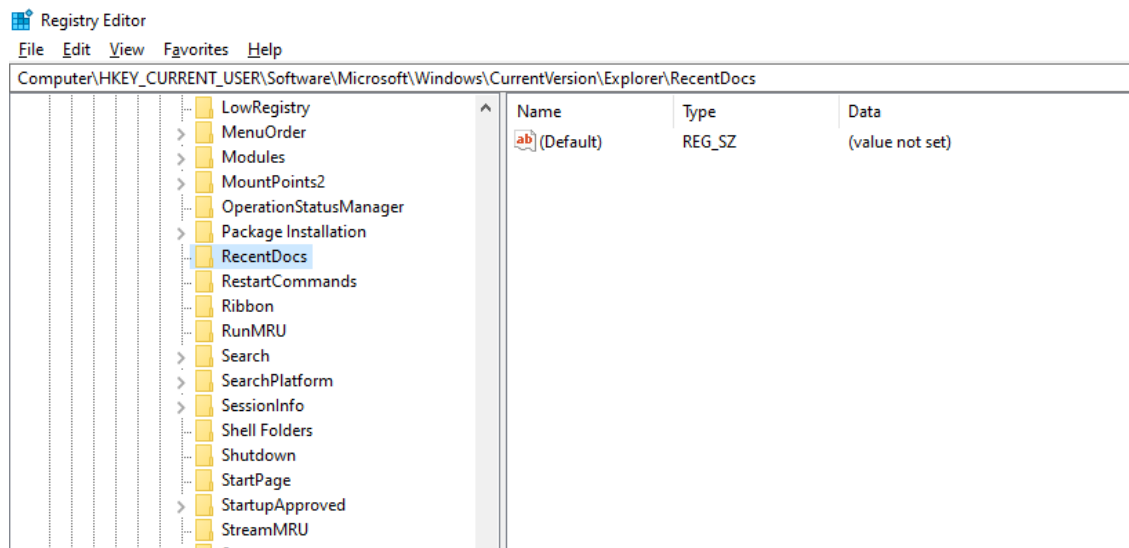 Registry Editor
File Edit View Favorites Help
Computer\HKEY_CURRENT_USER\Software\Microsoft\Windows\CurrentVersion\Explorer\RecentDocs
LowRegistry
MenuOrder
Modules
MountPoints2
OperationStatusManager
Package Installation
RecentDocs
RestartCommands
Ribbon
RunMRU
Search
SearchPlatform
SessionInfo
Shell Folders
Shutdown
StartPage
StartupApproved
StreamMRU
Name Type Data
ab (Default) REG_SZ (value not set)